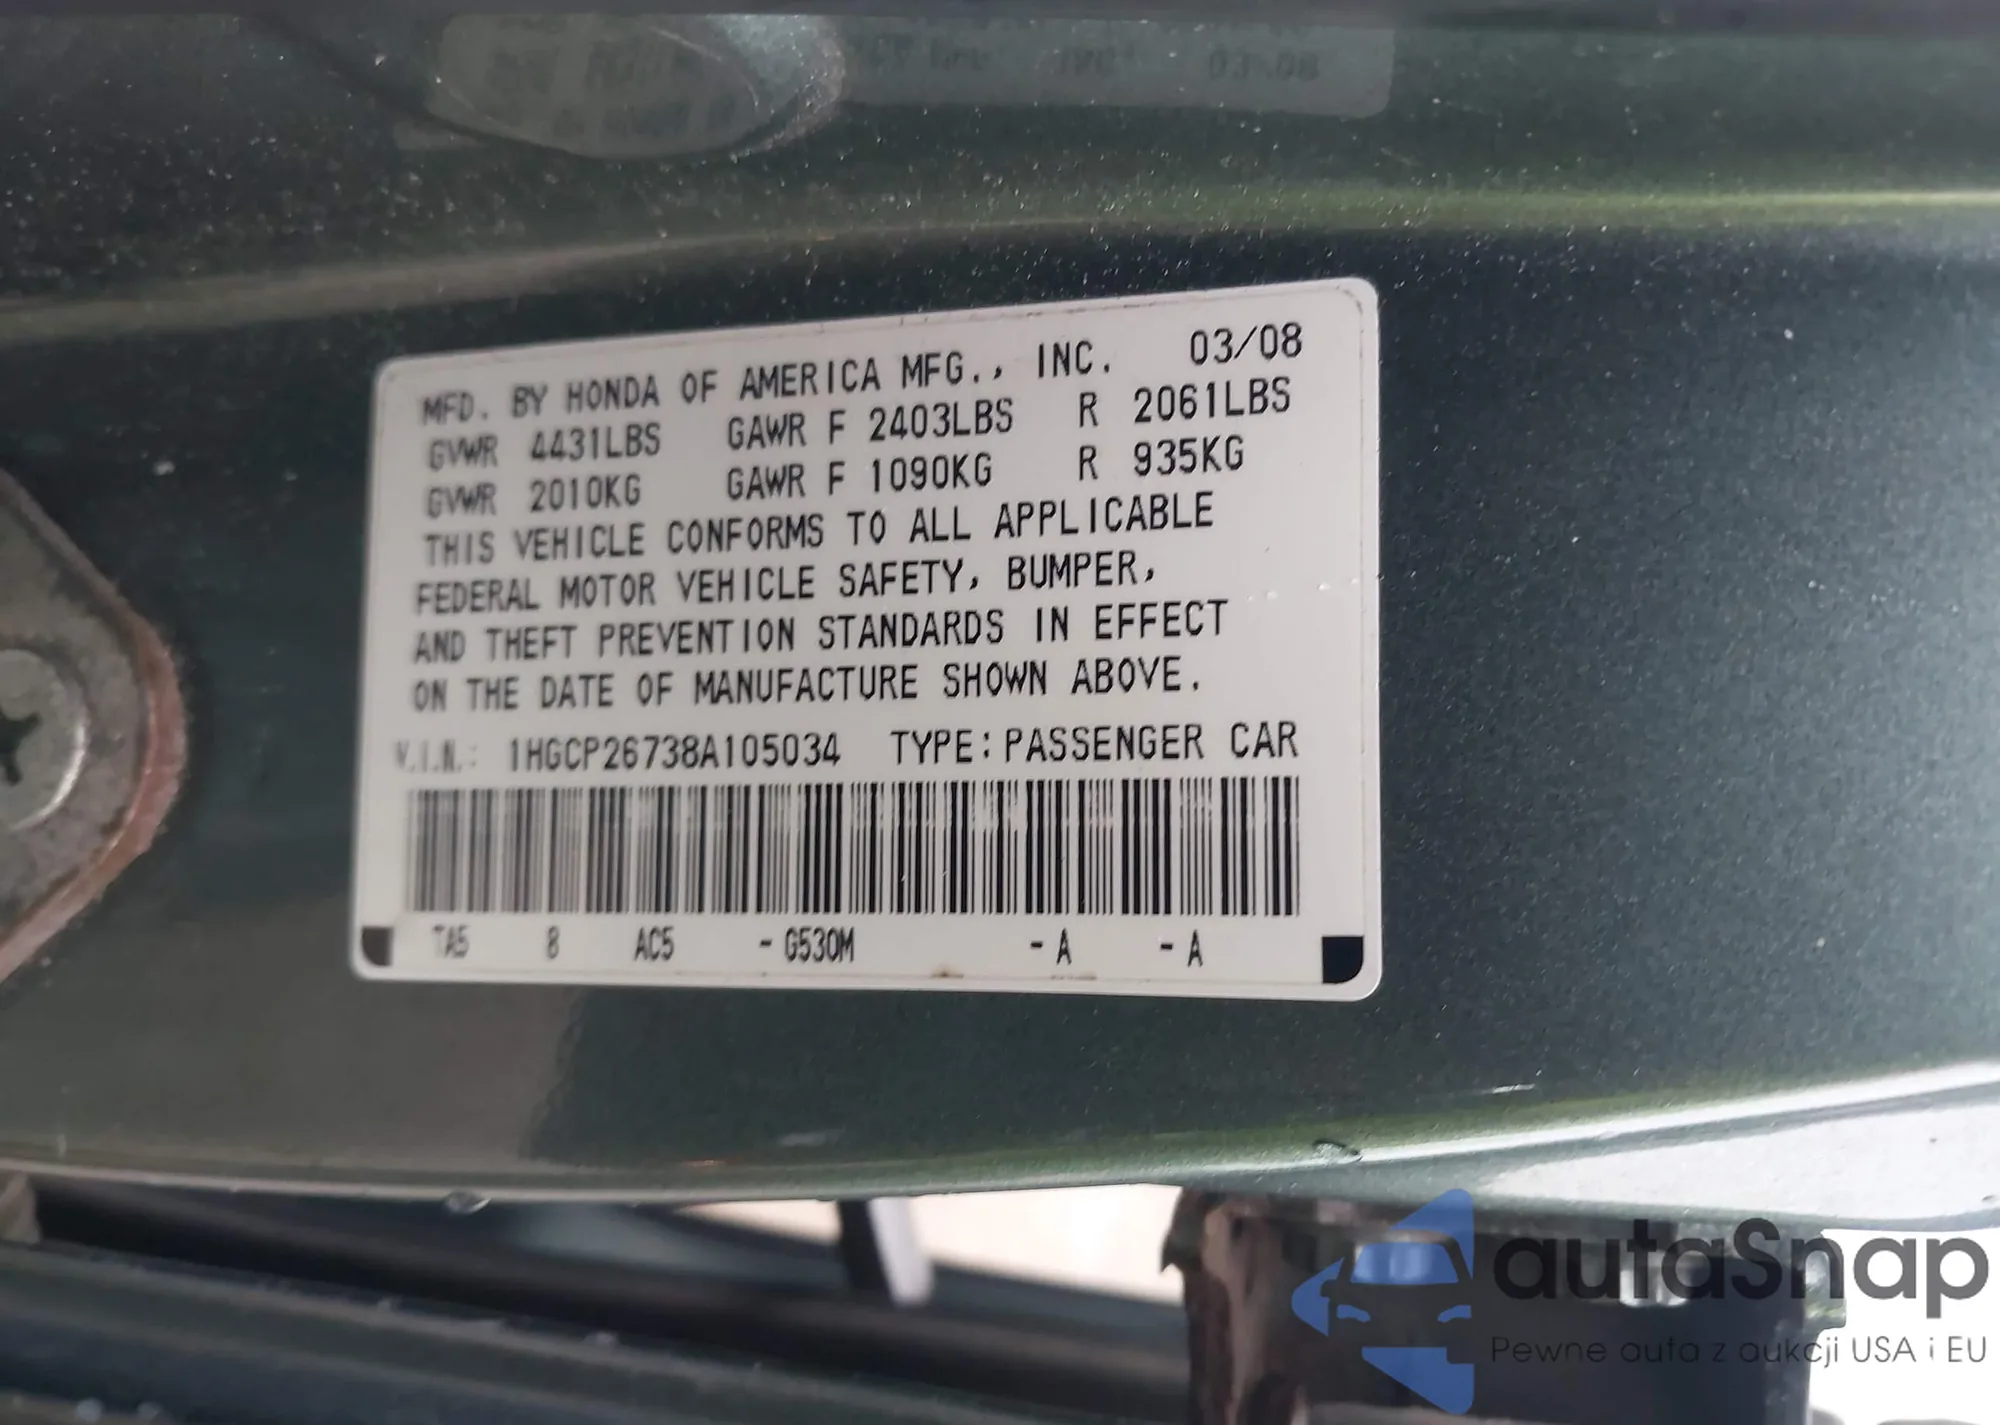 03 08
MFD. BY HONDA OF AMERICA MFG., INC. 03/08
GVWR 4431LBS GAWR F 2403LBS R 2061LBS
GVWR 2010KG GAWR F 1090KG R 935KG
THIS VEHICLE CONFORMS TO ALL APPLICABLE
FEDERAL MOTOR VEHICLE SAFETY, BUMPER,
AND THEFT PREVENTION STANDARDS IN EFFECT
ON THE DATE OF MANUFACTURE SHOWN ABOVE.
V.I.N.: 1HGCP26738A105034 TYPE: PASSENGER CAR
TA5 8 AC5 - G530M - A - A
autaSnap
Pewne auta z aukcji USA i EU